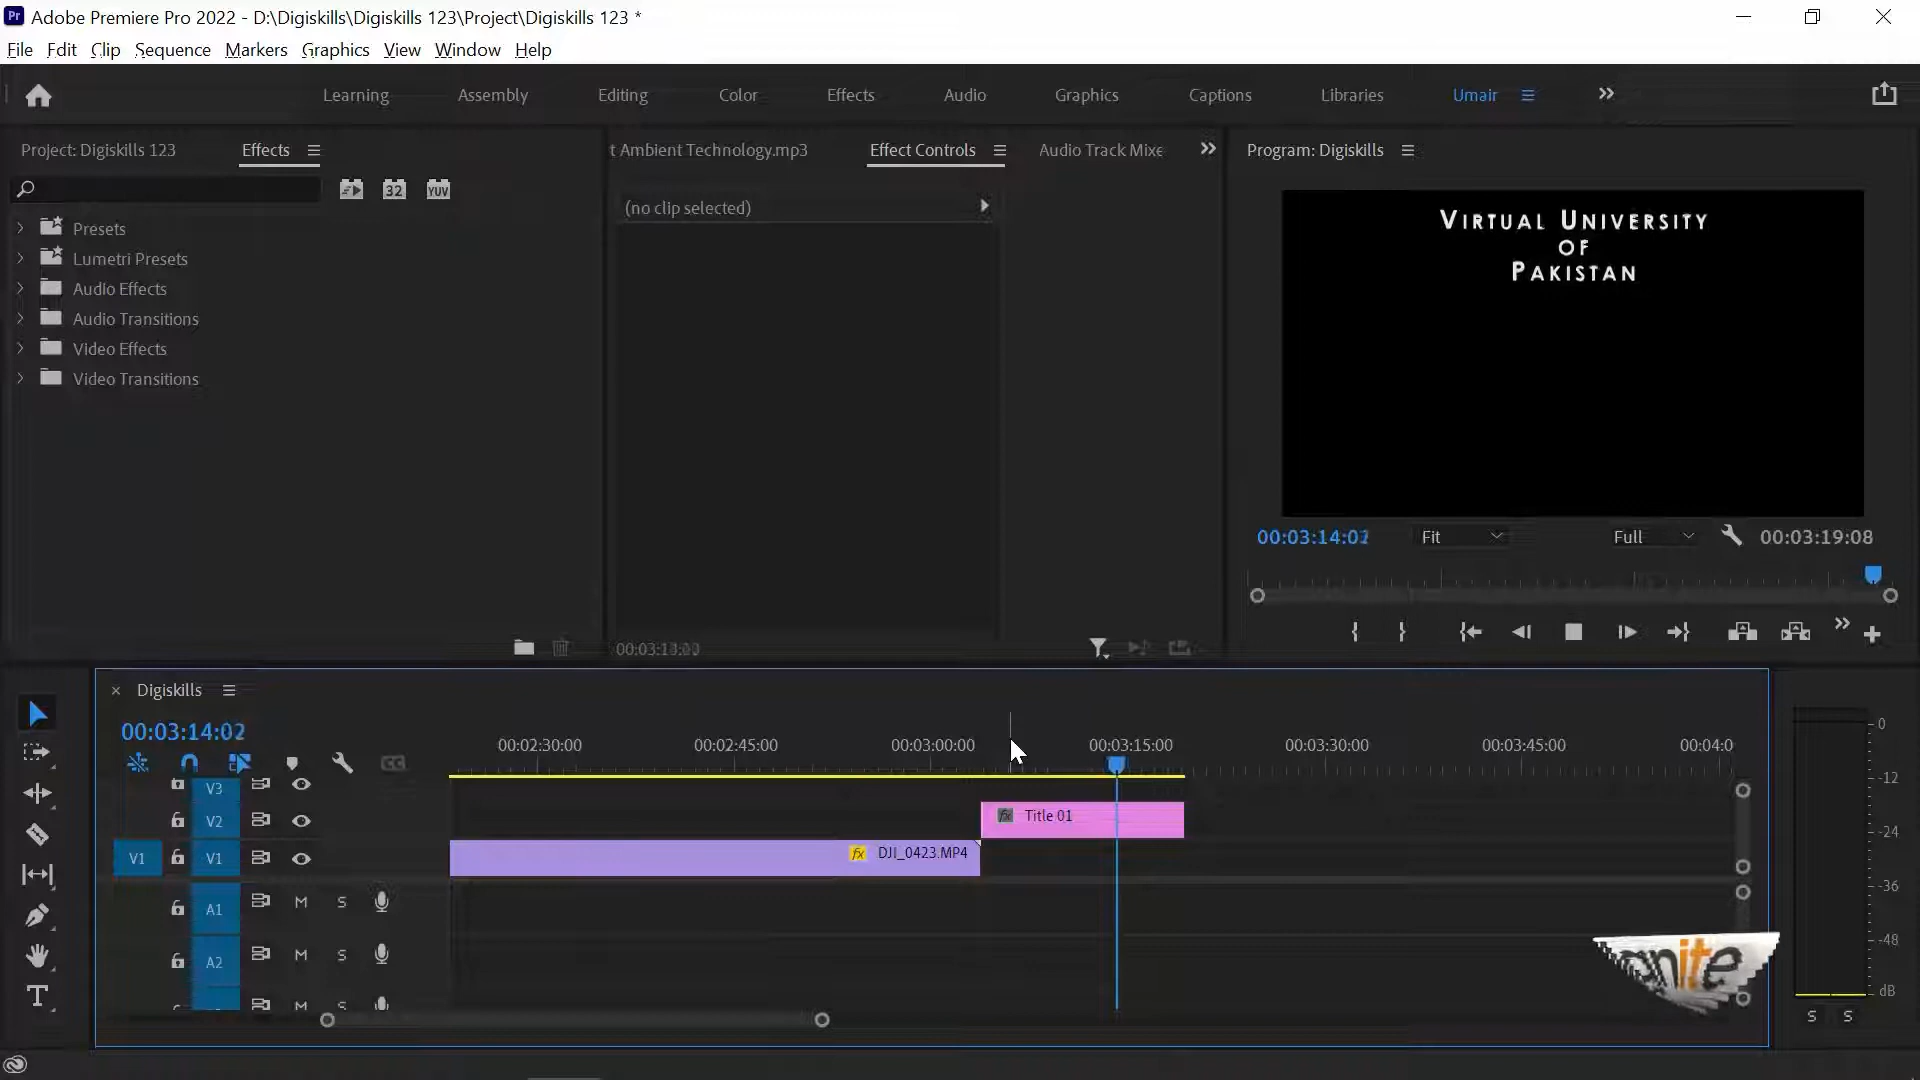 Adobe Premiere Pro 2022 - D:\Digiskills\Digiskills 123\Project\Digiskills 123 *
File Edit Clip Sequence Markers Graphics View Window Help
Learning Assembly Editing Color Effects Audio Graphics Captions Libraries Umair
Project: Digiskills 123 Effects
t Ambient Technology.mp3 Effect Controls Audio Track Mixe
Program: Digiskills
32 YUV
(no clip selected)
Presets
Lumetri Presets
Audio Effects
Audio Transitions
Video Effects
Video Transitions
VIRTUAL UNIVERSITY
OF
PAKISTAN
00:03:14:02 Fit Full 00:03:19:08
Digiskills
00:03:14:02
00:02:30:00 00:02:45:00 00:03:00:00 00:03:15:00 00:03:30:00 00:03:45:00 00:04:0
V3
V2 Title 01
V1 V1 fx DJI_0423.MP4
A1 M S
A2 M S
M S
0
-12
-24
-36
-48
dB
S S